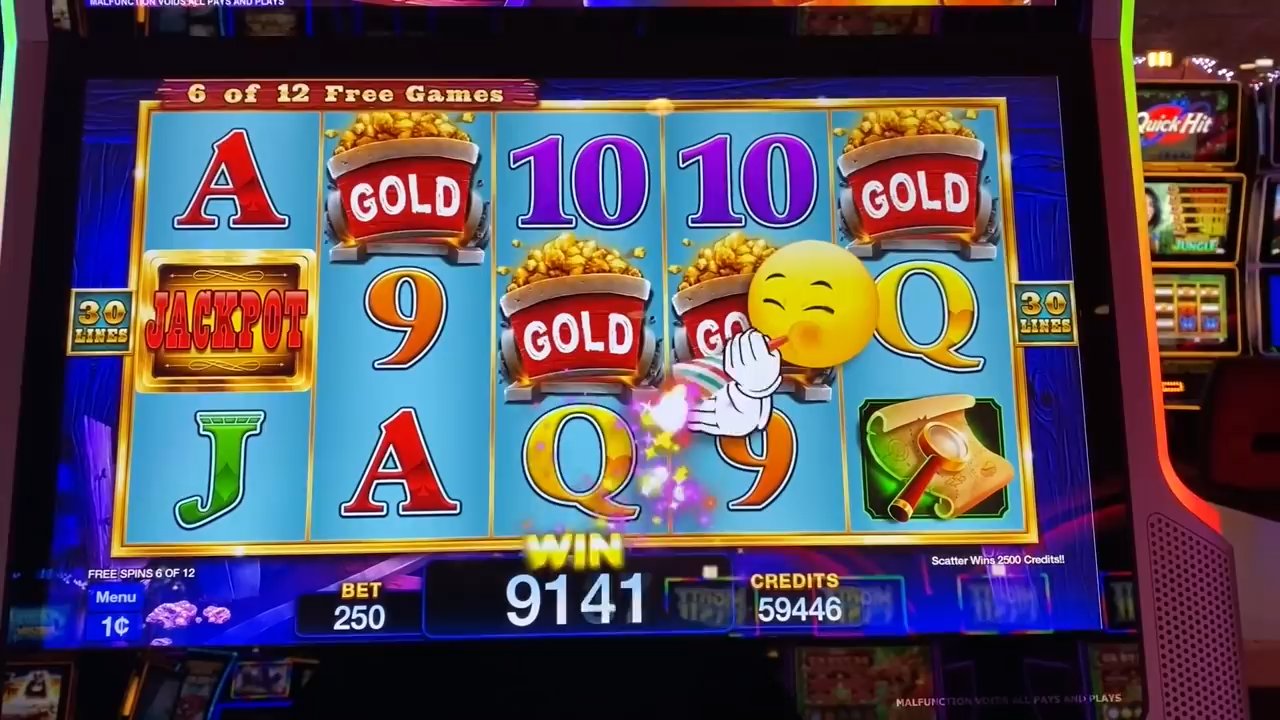 MALFUNCTION VOIDS ALL PAYS AND PLAYS
6 of 12 Free Games
Quick Hit
A
GOLD
10
10
GOLD
JUNGLE
30 LINES
JACKPOT
9
GOLD
GO
Q
30 LINES
J
A
Q
9
WIN
Scatter Wins 2500 Credits!!
FREE SPINS 6 OF 12
Menu
1¢
BET
250
9141
CREDITS
59446
MALFUNCTION VOIDS ALL PAYS AND PLAYS